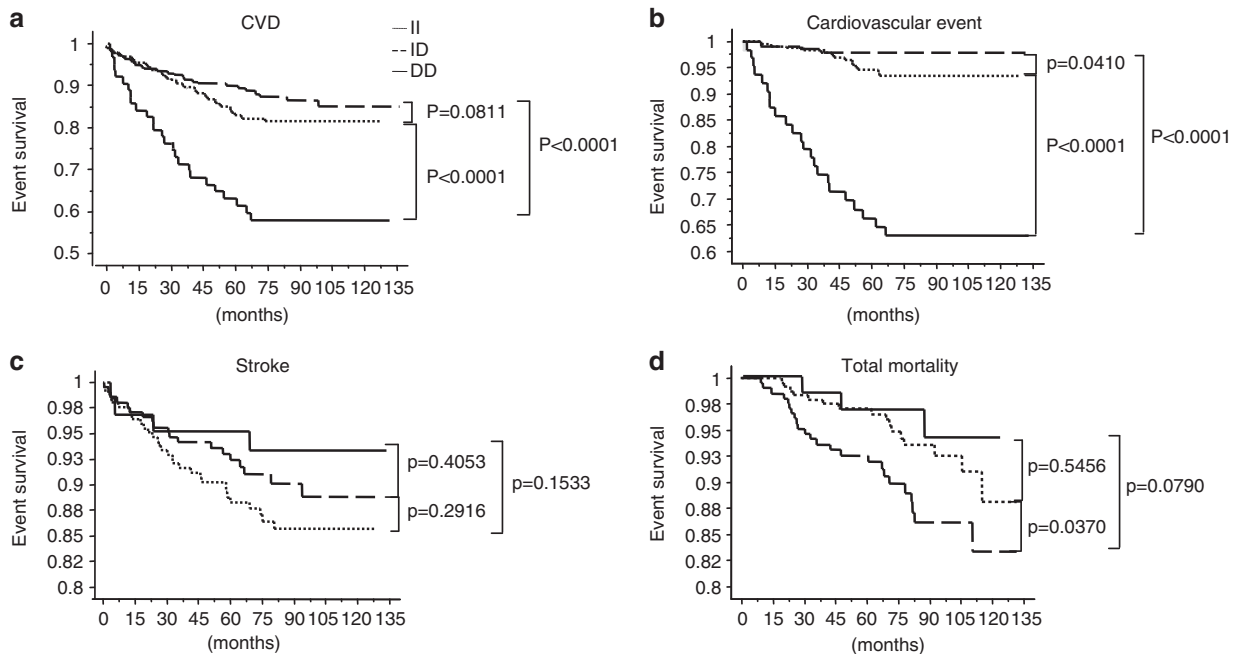 a
CVD
II
ID
DD
Event survival
1
0.9
0.8
0.7
0.6
0.5
P=0.0811
P<0.0001
P<0.0001
0 15 30 45 60 75 90 105 120 135
(months)
b
Cardiovascular event
Event survival
1
0.95
0.9
0.85
0.8
0.75
0.7
0.65
0.6
p=0.0410
P<0.0001
P<0.0001
0 15 30 45 60 75 90 105 120 135
(months)
c
Stroke
Event survival
1
0.98
0.95
0.93
0.9
0.88
0.85
0.82
0.8
p=0.4053
p=0.2916
p=0.1533
0 15 30 45 60 75 90 105 120 135
(months)
d
Total mortality
Event survival
1
0.98
0.95
0.93
0.9
0.88
0.85
0.82
0.8
p=0.5456
p=0.0370
p=0.0790
0 15 30 45 60 75 90 105 120 135
(months)